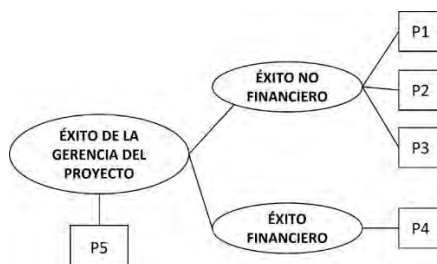 P1
ÉXITO NO
FINANCIERO
P2
P3
ÉXITO DE LA
GERENCIA DEL
PROYECTO
ÉXITO
FINANCIERO
P4
P5